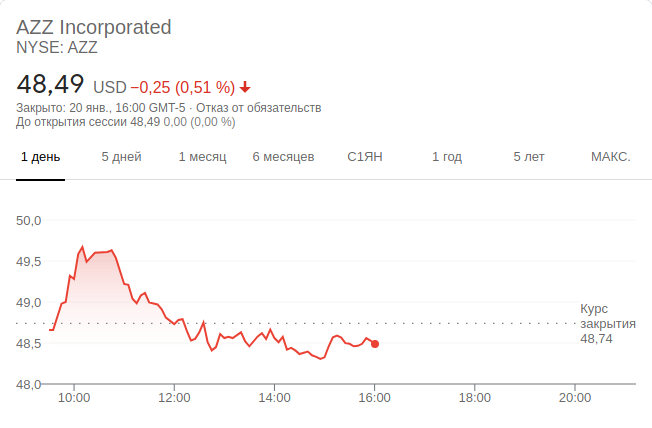 AZZ Incorporated
NYSE: AZZ
48,49 USD −0,25 (0,51 %)
Закрыто: 20 янв., 16:00 GMT-5 · Отказ от обязательств
До открытия сессии 48,49 0,00 (0,00 %)
1 день 5 дней 1 месяц 6 месяцев С1ЯН 1 год 5 лет МАКС.
50,0
49,5
49,0
Курс
закрытия
48,74
48,5
48,0
10:00 12:00 14:00 16:00 18:00 20:00